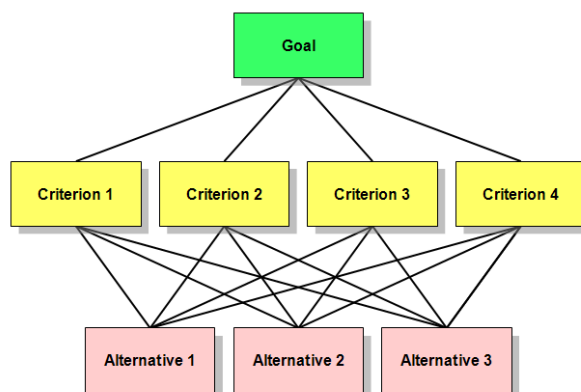 Goal
Criterion 1
Criterion 2
Criterion 3
Criterion 4
Alternative 1
Alternative 2
Alternative 3